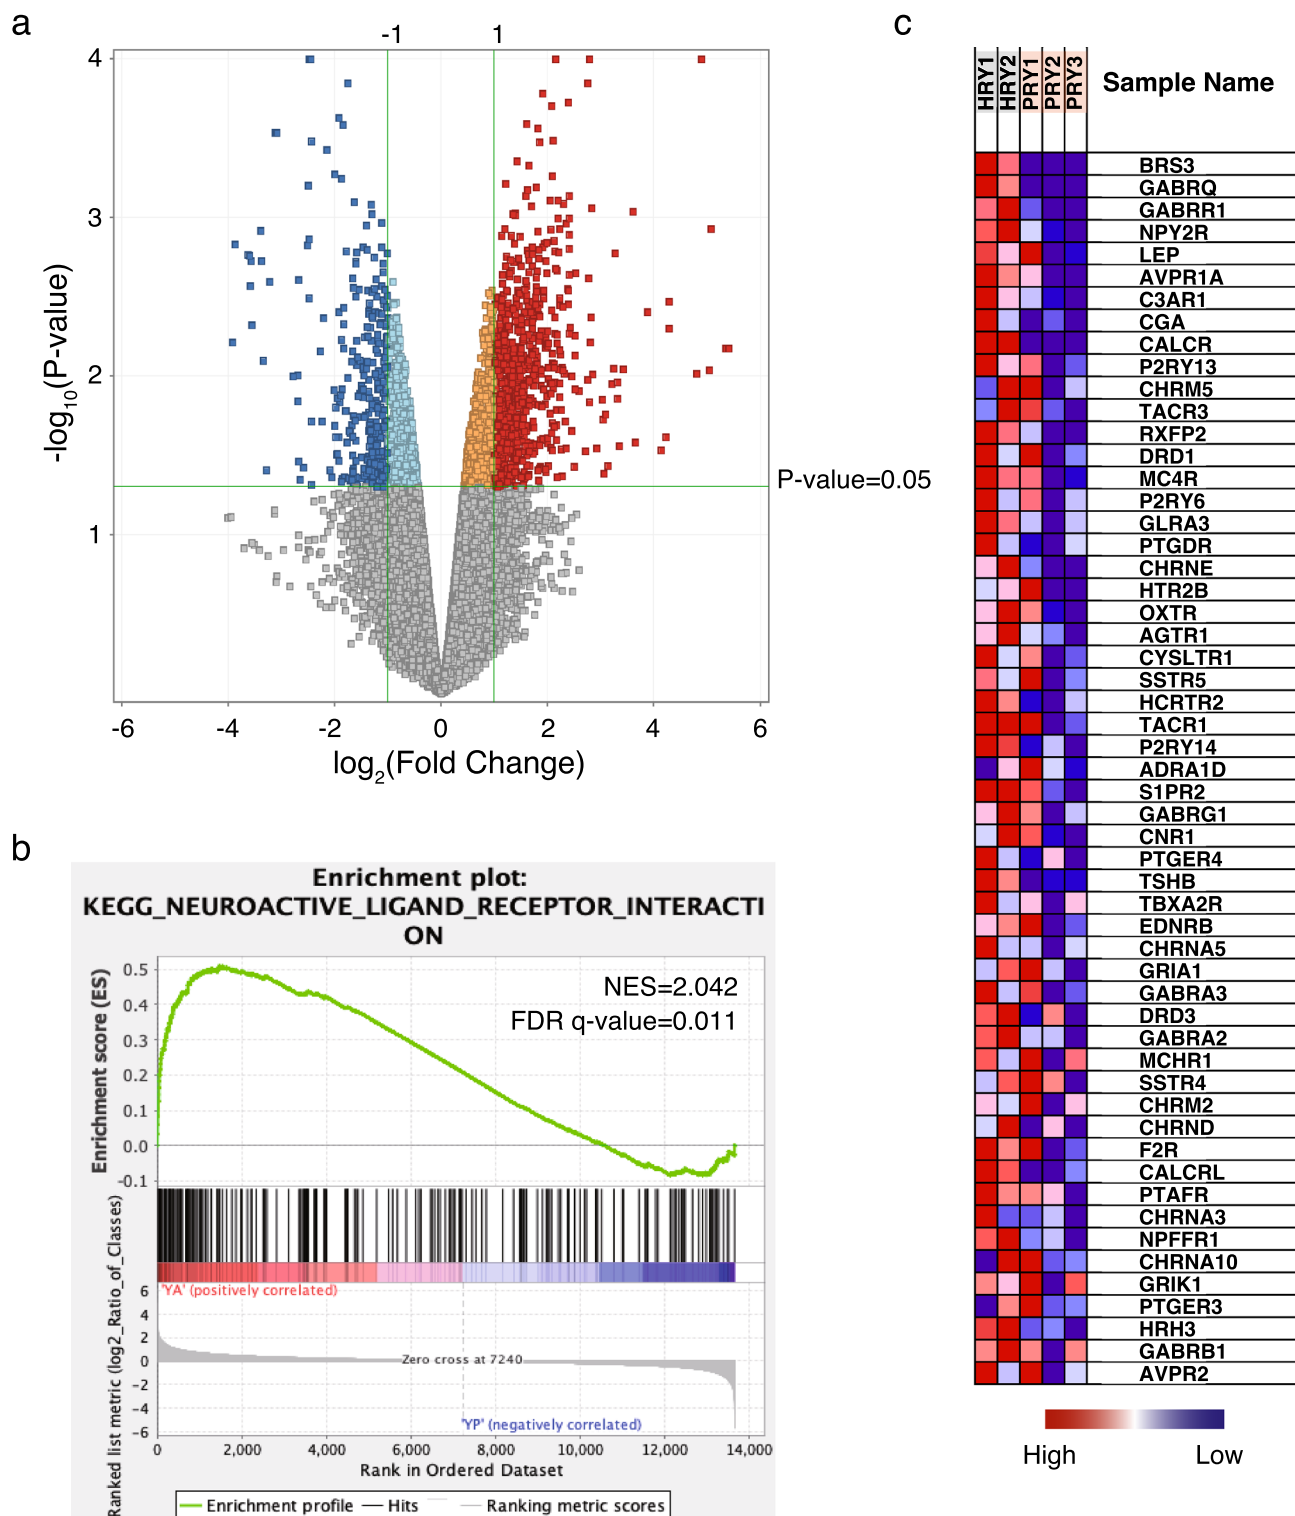 a
-1
1
4
3
2
1
-log10(P-value)
P-value=0.05
-6
-4
-2
0
2
4
6
log2(Fold Change)
b
Enrichment plot:
KEGG_NEUROACTIVE_LIGAND_RECEPTOR_INTERACTI
ON
NES=2.042
FDR q-value=0.011
Enrichment score (ES)
0.5
0.4
0.3
0.2
0.1
0.0
-0.1
'YA' (positively correlated)
Ranked list metric (log2_Ratio_of_Classes)
6
4
2
0
-2
-4
-6
Zero cross at 7240
'YP' (negatively correlated)
0
2,000
4,000
6,000
8,000
10,000
12,000
14,000
Rank in Ordered Dataset
Enrichment profile
Hits
Ranking metric scores
c
HRY1
HRY2
PRY1
PRY2
PRY3
Sample Name
BRS3
GABRQ
GABRR1
NPY2R
LEP
AVPR1A
C3AR1
CGA
CALCR
P2RY13
CHRM5
TACR3
RXFP2
DRD1
MC4R
P2RY6
GLRA3
PTGDR
CHRNE
HTR2B
OXTR
AGTR1
CYSLTR1
SSTR5
HCRTR2
TACR1
P2RY14
ADRA1D
S1PR2
GABRG1
CNR1
PTGER4
TSHB
TBXA2R
EDNRB
CHRNA5
GRIA1
GABRA3
DRD3
GABRA2
MCHR1
SSTR4
CHRM2
CHRND
F2R
CALCRL
PTAFR
CHRNA3
NPFFR1
CHRNA10
GRIK1
PTGER3
HRH3
GABRB1
AVPR2
High
Low